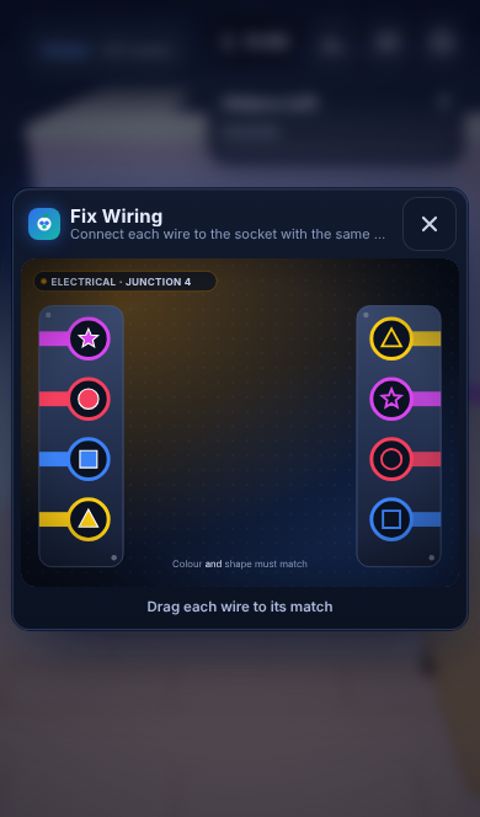 Fix Wiring
Connect each wire to the socket with the same ...
ELECTRICAL · JUNCTION 4
Colour and shape must match
Drag each wire to its match